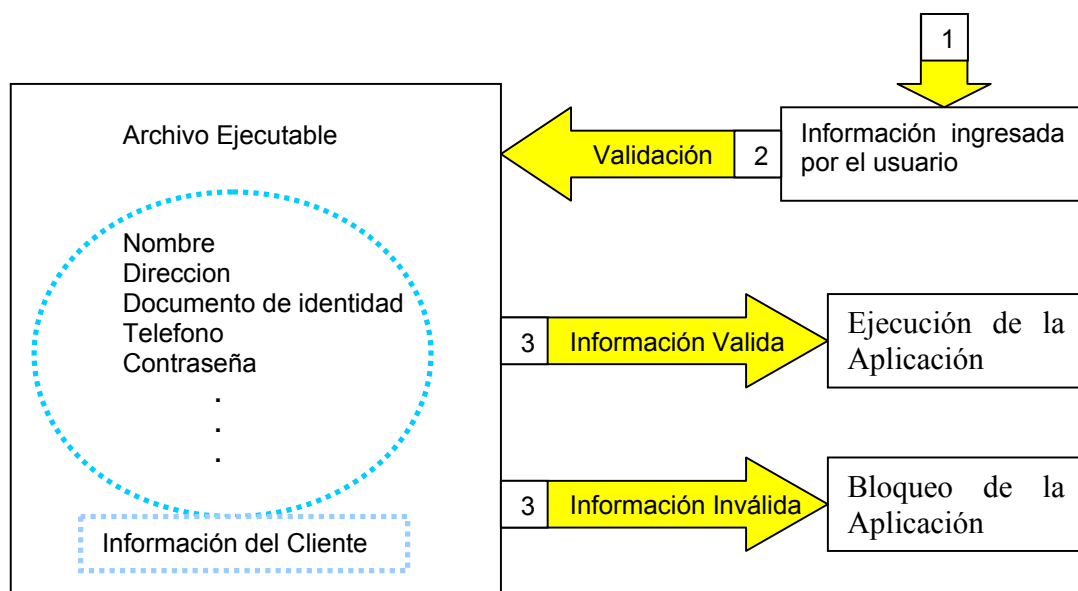 1
Información ingresada
por el usuario
2
Validación
Archivo Ejecutable
Nombre
Direccion
Documento de identidad
Telefono
Contraseña
.
.
.
Información del Cliente
3
Información Valida
Ejecución de la
Aplicación
3
Información Inválida
Bloqueo de la
Aplicación